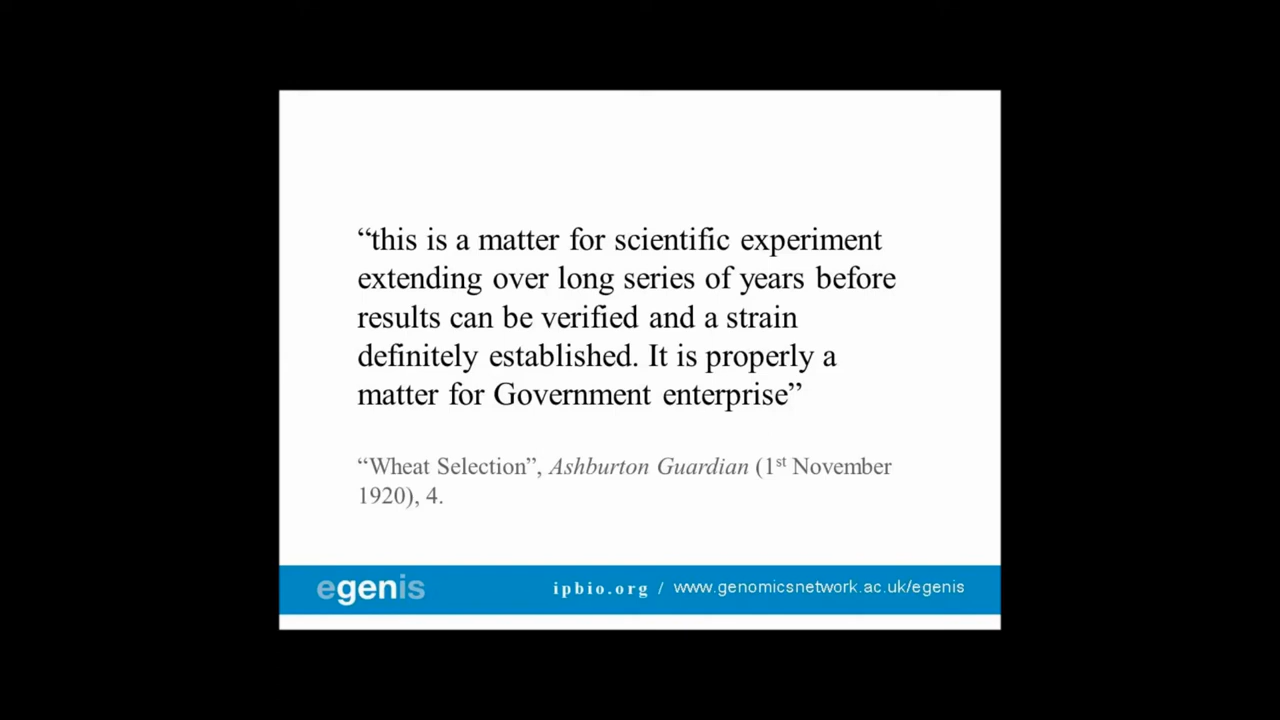 “this is a matter for scientific experiment
extending over long series of years before
results can be verified and a strain
definitely established. It is properly a
matter for Government enterprise”
“Wheat Selection”, Ashburton Guardian (1st November
1920), 4.
egenis
ipbio.org / www.genomicsnetwork.ac.uk/egenis